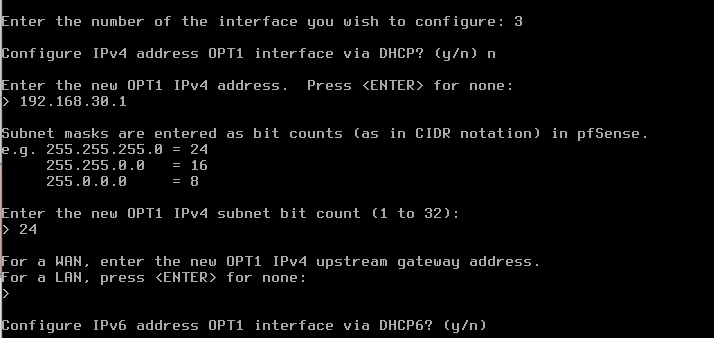 Enter the number of the interface you wish to configure: 3
Configure IPv4 address OPT1 interface via DHCP? (y/n) n
Enter the new OPT1 IPv4 address.  Press <ENTER> for none:
> 192.168.30.1
Subnet masks are entered as bit counts (as in CIDR notation) in pfSense.
e.g. 255.255.255.0 = 24
     255.255.0.0   = 16
     255.0.0.0     = 8
Enter the new OPT1 IPv4 subnet bit count (1 to 32):
> 24
For a WAN, enter the new OPT1 IPv4 upstream gateway address.
For a LAN, press <ENTER> for none:
>
Configure IPv6 address OPT1 interface via DHCP6? (y/n)